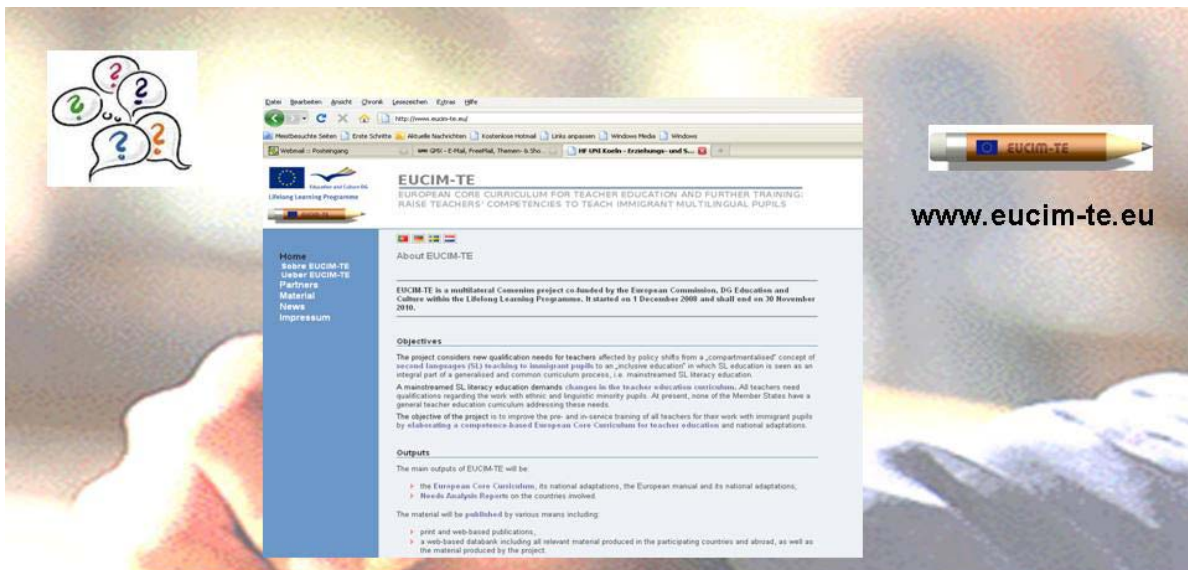 Datei Bearbeiten Ansicht Chronik Lesezeichen Extras Hilfe
http://www.eucim-te.eu/
Meistbesuchte Seiten Erste Schritte Aktuelle Nachrichten Kostenlose Hotmail Links anpassen Windows Media Windows
Webmail :: Posteingang
GMX - E-Mail, FreeMail, Themen- & Sho...
HF UNI Koeln - Erziehungs- und S...
Education and Culture DG
Lifelong Learning Programme
EUCIM-TE
EUROPEAN CORE CURRICULUM FOR TEACHER EDUCATION AND FURTHER TRAINING:
RAISE TEACHERS' COMPETENCIES TO TEACH IMMIGRANT MULTILINGUAL PUPILS
Home
Sobre EUCIM-TE
Ueber EUCIM-TE
Partners
Material
News
Impressum
About EUCIM-TE
EUCIM-TE is a multilateral Comenius project co-funded by the European Commission, DG Education and
Culture within the Lifelong Learning Programme. It started on 1 December 2008 and shall end on 30 November
2010.
Objectives
The project considers new qualification needs for teachers affected by policy shifts from a „compartmentalised" concept of
second languages (SL) teaching to immigrant pupils to an „inclusive education" in which SL education is seen as an
integral part of a generalised and common curriculum process, i.e. mainstreamed SL literacy education.
A mainstreamed SL literacy education demands changes in the teacher education curriculum. All teachers need
qualifications regarding the work with ethnic and linguistic minority pupils. At present, none of the Member States have a
general teacher education curriculum addressing these needs.
The objective of the project is to improve the pre- and in-service training of all teachers for their work with immigrant pupils
by elaborating a competence-based European Core Curriculum for teacher education and national adaptations.
Outputs
The main outputs of EUCIM-TE will be:
the European Core Curriculum, its national adaptations, the European manual and its national adaptations;
Needs Analysis Reports on the countries involved.
The material will be published by various means including:
print and web-based publications,
a web-based databank including all relevant material produced in the participating countries and abroad, as well as
the material produced by the project.
? ? ? ? ?
EUCIM-TE
www.eucim-te.eu